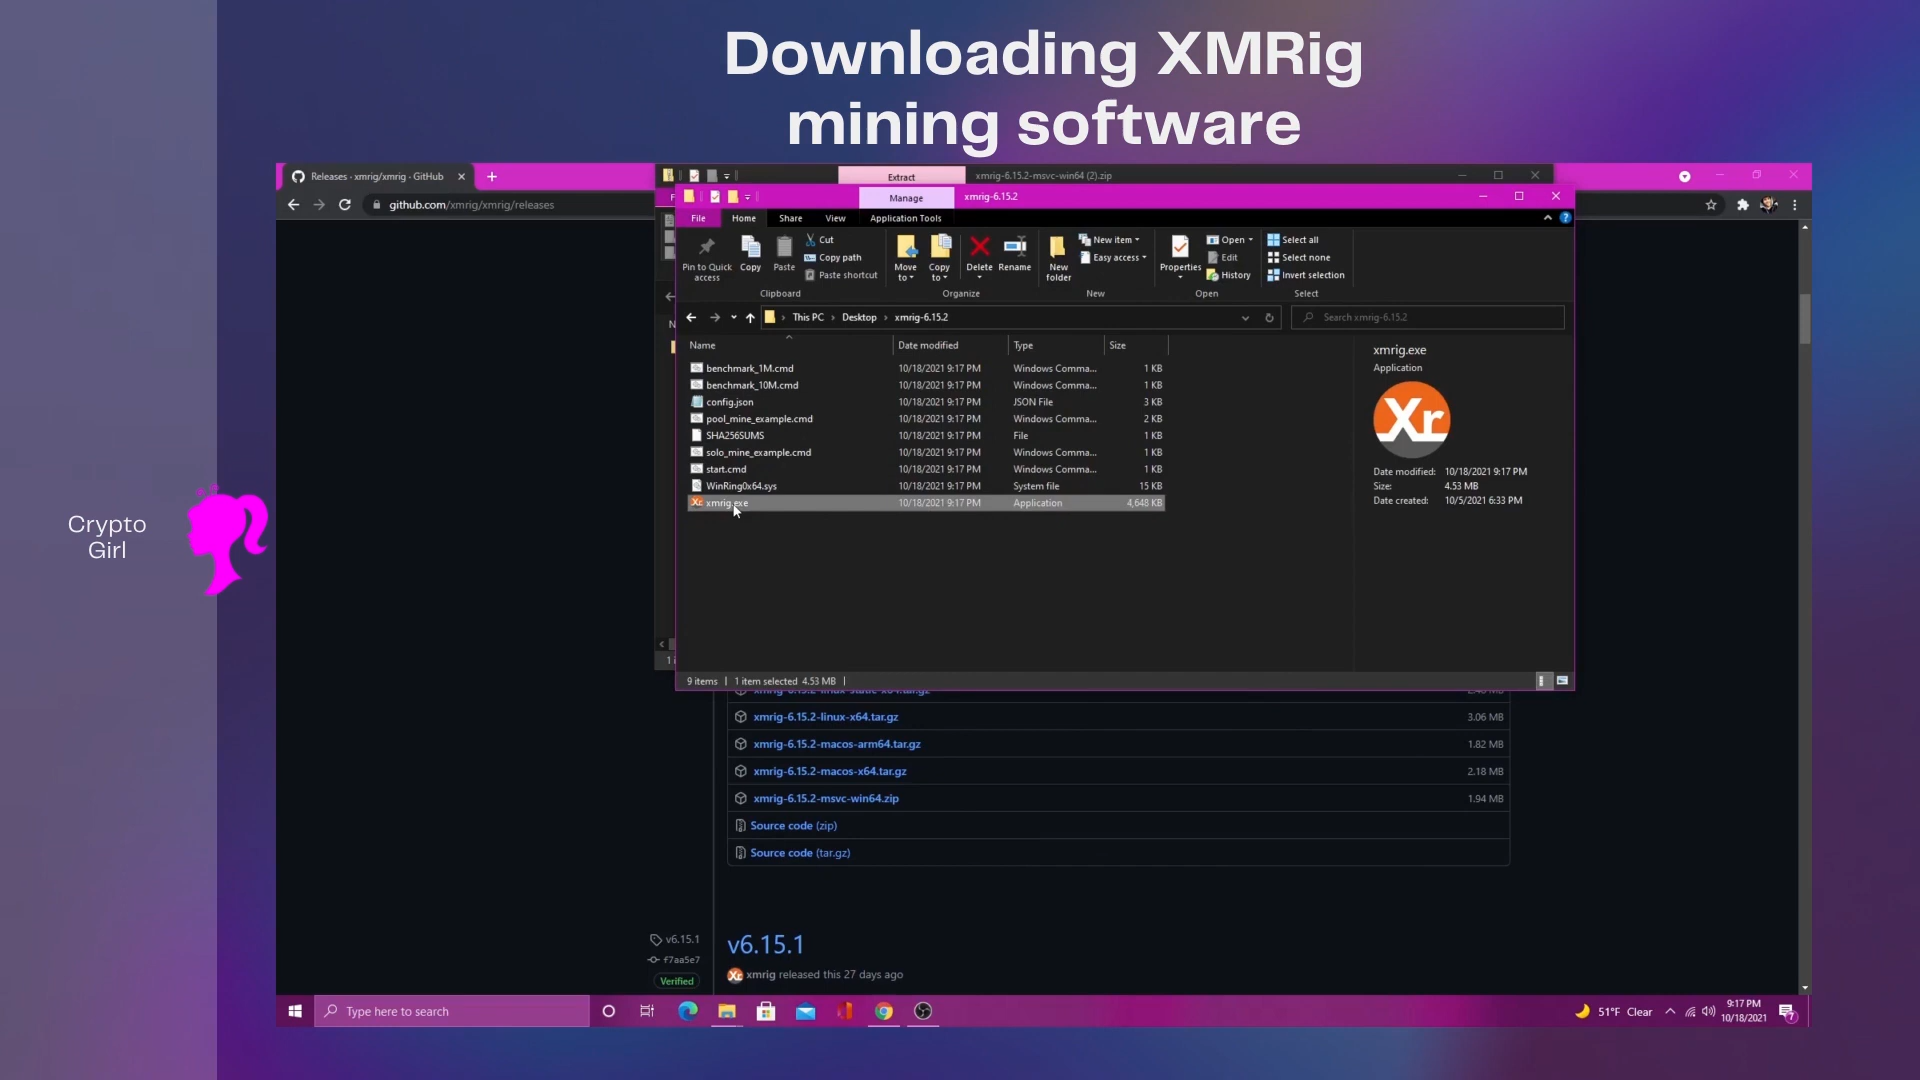 Downloading XMRig
mining software
Crypto
Girl
Releases · xmrig/xmrig · GitHub
github.com/xmrig/xmrig/releases
Extract
xmrig-6.15.2-msvc-win64 (2).zip
Manage
xmrig-6.15.2
File
Home
Share
View
Application Tools
Pin to Quick
access
Copy
Paste
Cut
Copy path
Paste shortcut
Clipboard
Move
to
Copy
to
Delete
Rename
Organize
New
folder
New item
Easy access
New
Properties
Open
Edit
History
Open
Select all
Select none
Invert selection
Select
This PC
Desktop
xmrig-6.15.2
Search xmrig-6.15.2
Name Date modified Type Size
benchmark_1M.cmd 10/18/2021 9:17 PM Windows Comma... 1 KB
benchmark_10M.cmd 10/18/2021 9:17 PM Windows Comma... 1 KB
config.json 10/18/2021 9:17 PM JSON File 3 KB
pool_mine_example.cmd 10/18/2021 9:17 PM Windows Comma... 2 KB
SHA256SUMS 10/18/2021 9:17 PM File 1 KB
solo_mine_example.cmd 10/18/2021 9:17 PM Windows Comma... 1 KB
start.cmd 10/18/2021 9:17 PM Windows Comma... 1 KB
WinRing0x64.sys 10/18/2021 9:17 PM System file 15 KB
xmrig.exe 10/18/2021 9:17 PM Application 4,648 KB
xmrig.exe
Application
Xr
Date modified: 10/18/2021 9:17 PM
Size: 4.53 MB
Date created: 10/5/2021 6:33 PM
9 items 1 item selected 4.53 MB
xmrig-6.15.2-linux-static-x64.tar.gz
xmrig-6.15.2-linux-x64.tar.gz 3.06 MB
xmrig-6.15.2-macos-arm64.tar.gz 1.82 MB
xmrig-6.15.2-macos-x64.tar.gz 2.18 MB
xmrig-6.15.2-msvc-win64.zip 1.94 MB
Source code (zip)
Source code (tar.gz)
v6.15.1
f7aa5e7
Verified
v6.15.1
xmrig released this 27 days ago
Type here to search
51°F Clear
9:17 PM
10/18/2021
7